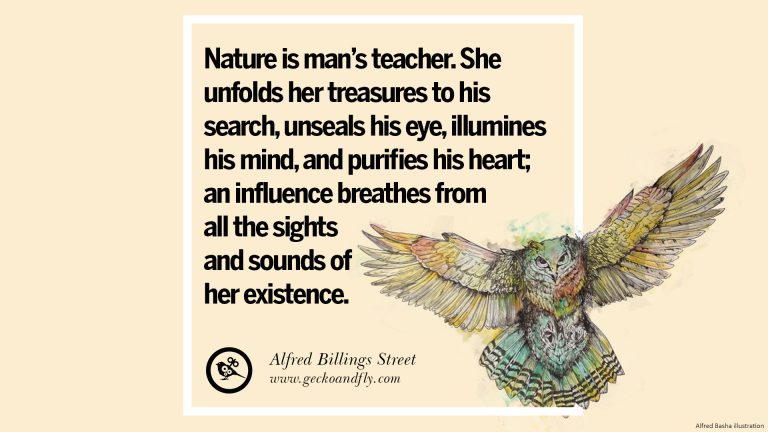 Nature is man’s teacher. She
unfolds her treasures to his
search, unseals his eye, illumines
his mind, and purifies his heart;
an influence breathes from
all the sights
and sounds of
her existence.
Alfred Billings Street
www.geckoandfly.com
Alfred Basha illustration